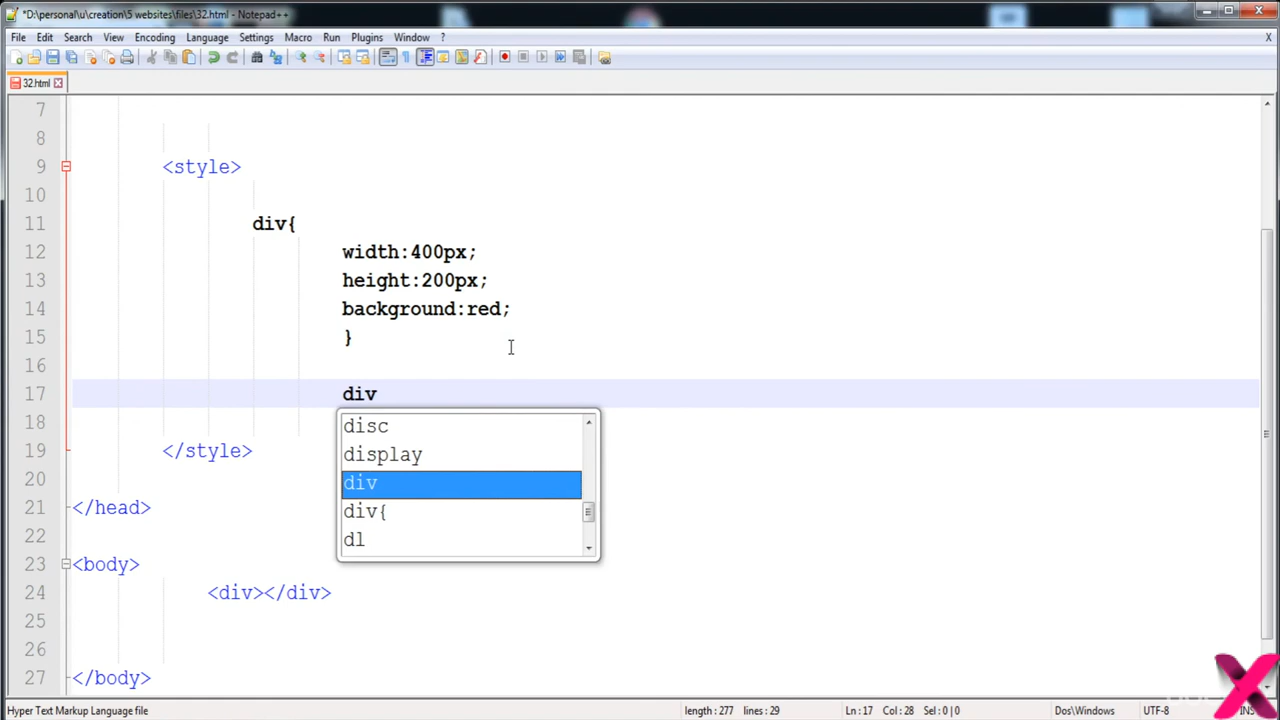 *D:\personal\u\creation\5 websites\files\32.html - Notepad++
File Edit Search View Encoding Language Settings Macro Run Plugins Window ? X
32.html
7
8
9 <style>
10
11 div{
12 width:400px;
13 height:200px;
14 background:red;
15 }
16
17 div
disc
18
display
19 </style>
div
20
div{
21 </head>
dl
22
23 <body>
24 <div></div>
25
26
27 </body>
X
Hyper Text Markup Language file length : 277 lines : 29 Ln : 17 Col : 28 Sel : 0 | 0 Dos\Windows UTF-8 INS